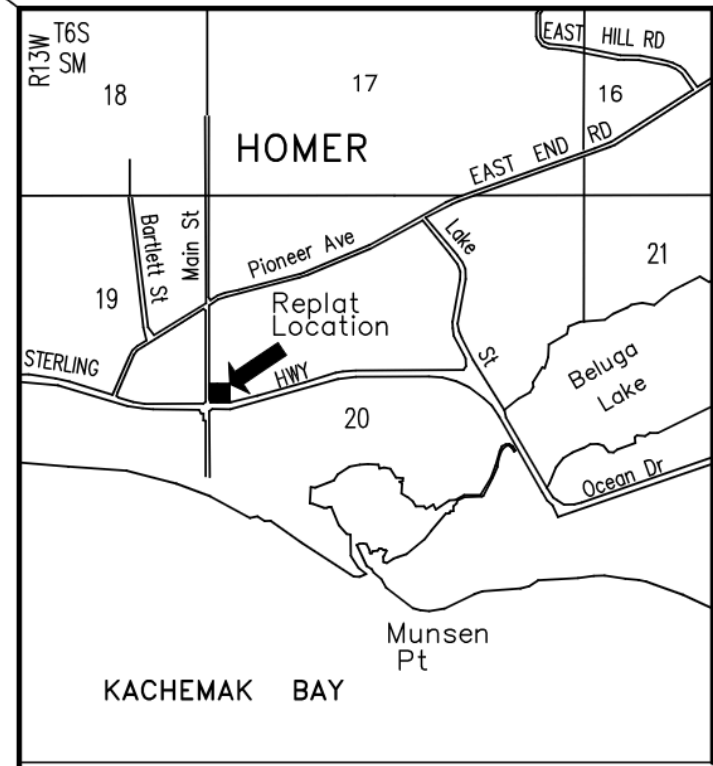 T6S
R13W
SM
EAST HILL RD
18
17
16
HOMER
EAST END RD
Bartlett St
Main St
Pioneer Ave
Lake St
21
19
Replat
Location
STERLING HWY
Beluga
Lake
20
Ocean Dr
Munsen
Pt
KACHEMAK BAY